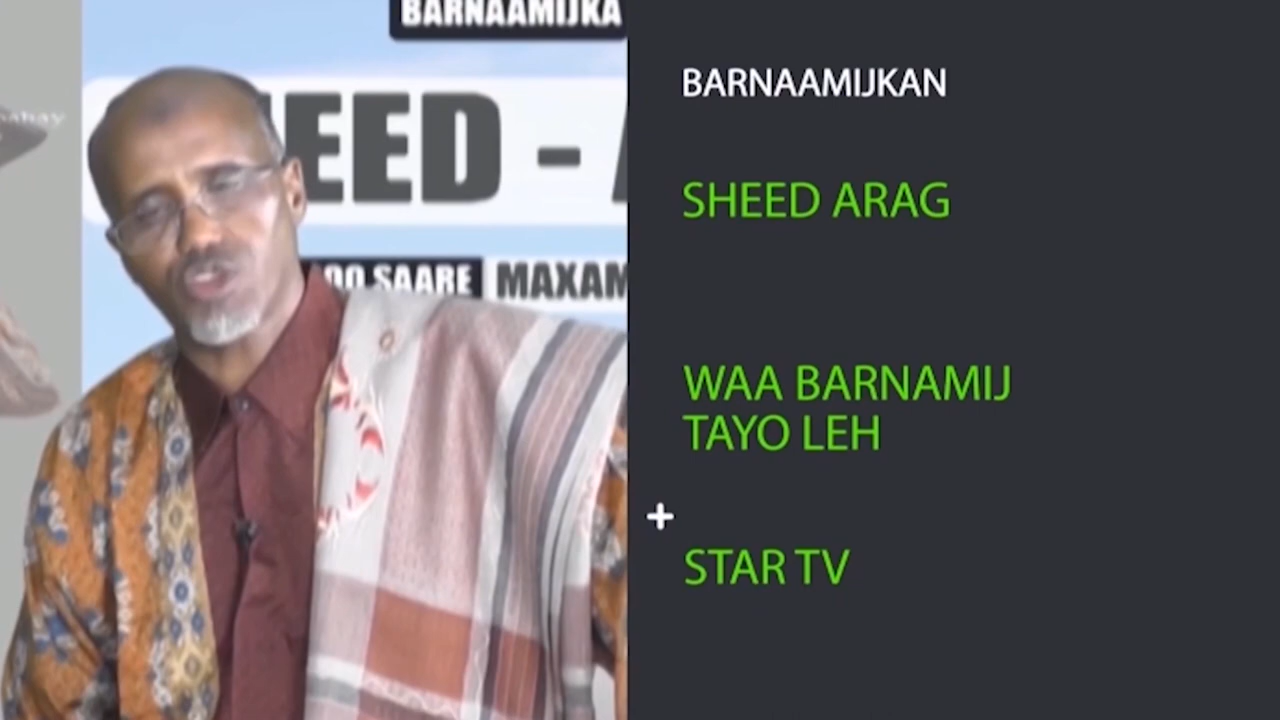 BARNAAMIJKA
EED -
SAARE MAXAM
BARNAAMIJKAN
SHEED ARAG
WAA BARNAMIJ
TAYO LEH
+
STAR TV